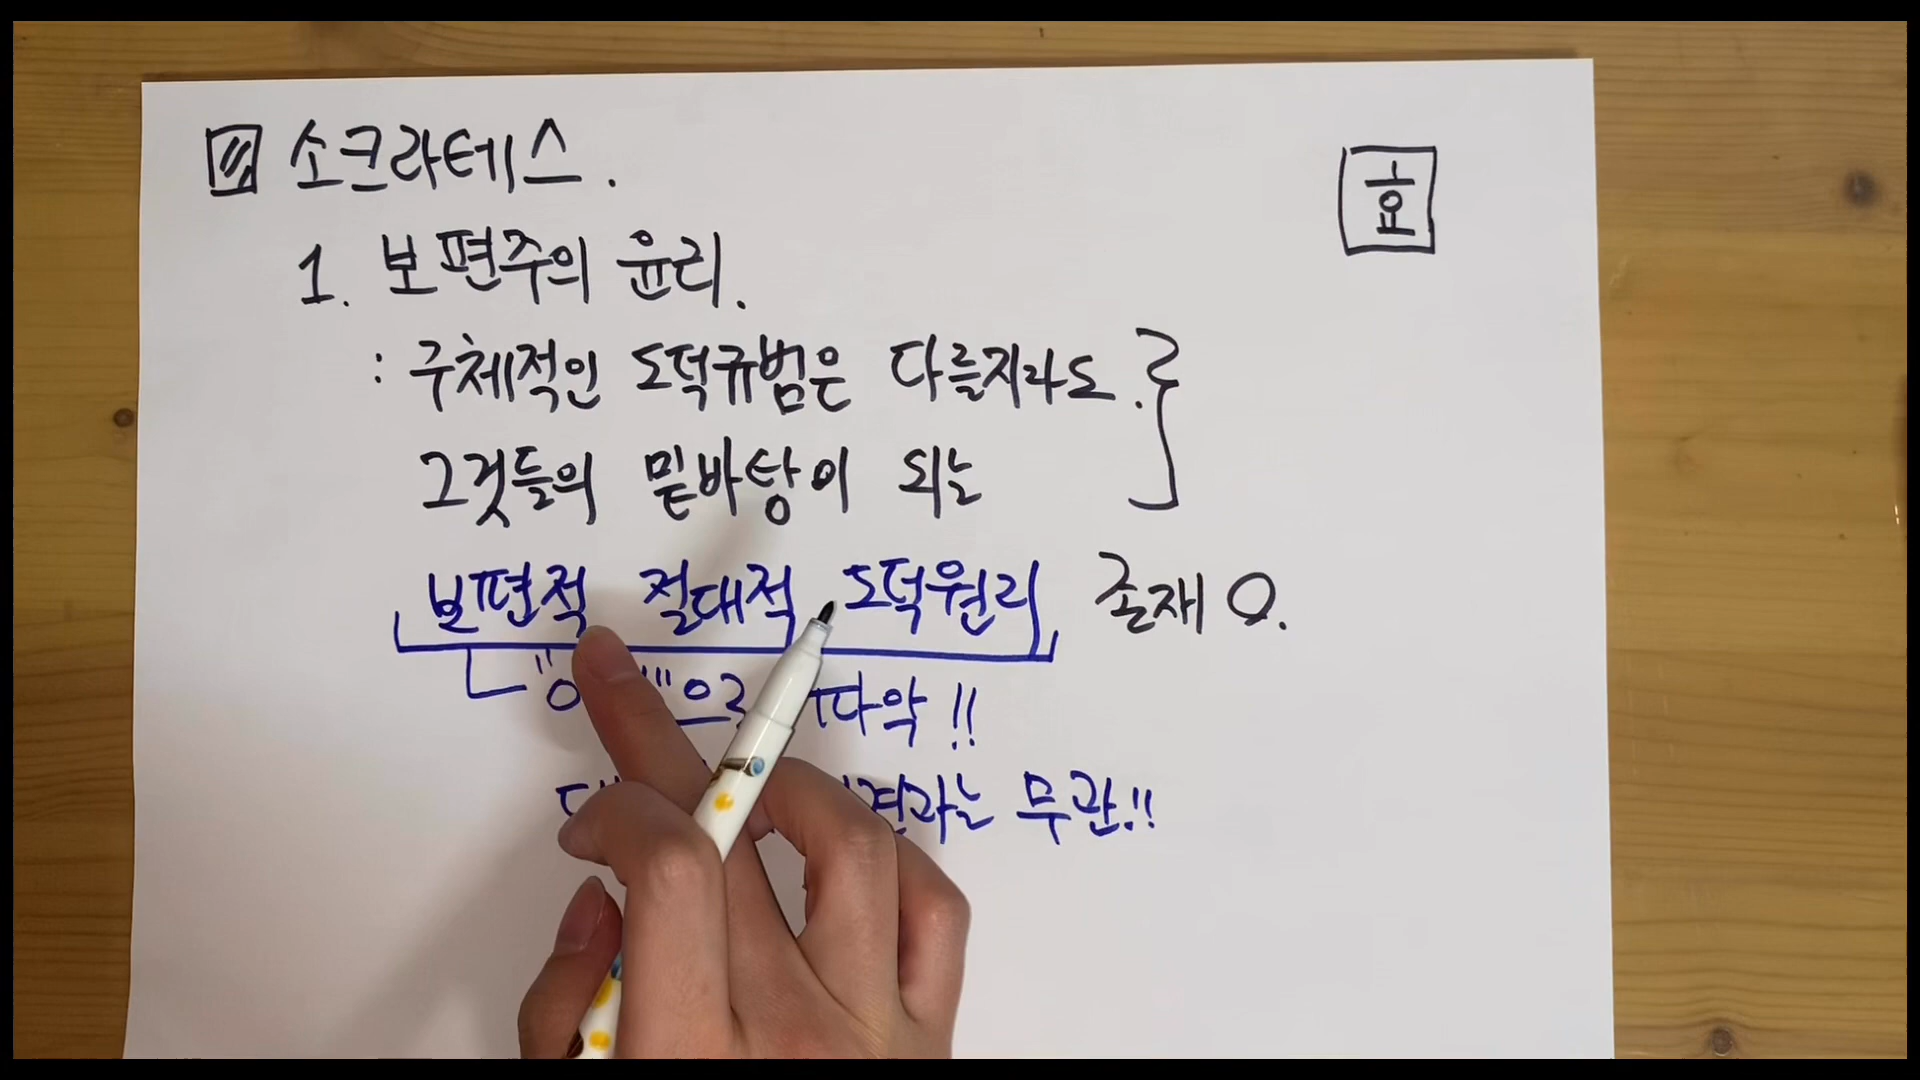 소크라테스.
흠
1. 보편주의 윤리.
: 구체적인 도덕규범은 다를지라도.
그것들의 밑바탕이 되는
보편적 절대적 도덕원리 존재 O.
파악!!
무관!!